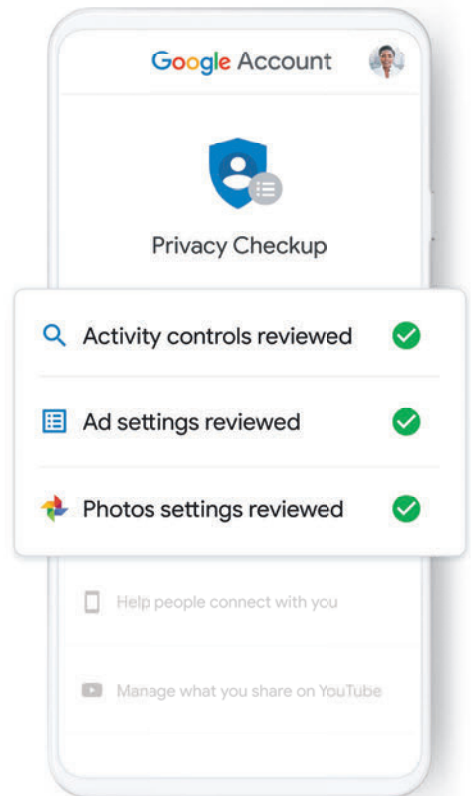 Google Account
Privacy Checkup
Activity controls reviewed
Ad settings reviewed
Photos settings reviewed
Help people connect with you
Manage what you share on YouTube